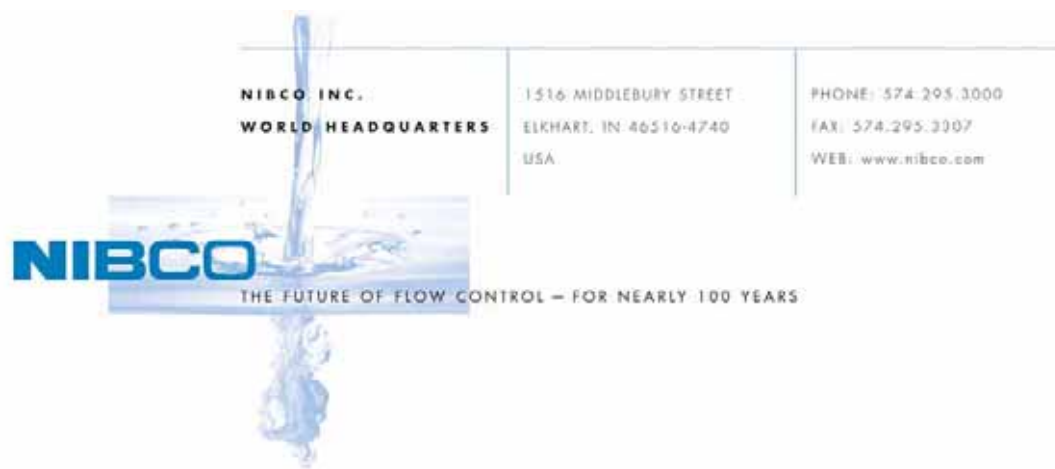 NIBCO INC.
WORLD HEADQUARTERS
1516 MIDDLEBURY STREET
ELKHART, IN 46516-4740
USA
PHONE: 574.295.3000
FAX: 574.295.3307
WEB: www.nibco.com
NIBCO
THE FUTURE OF FLOW CONTROL – FOR NEARLY 100 YEARS